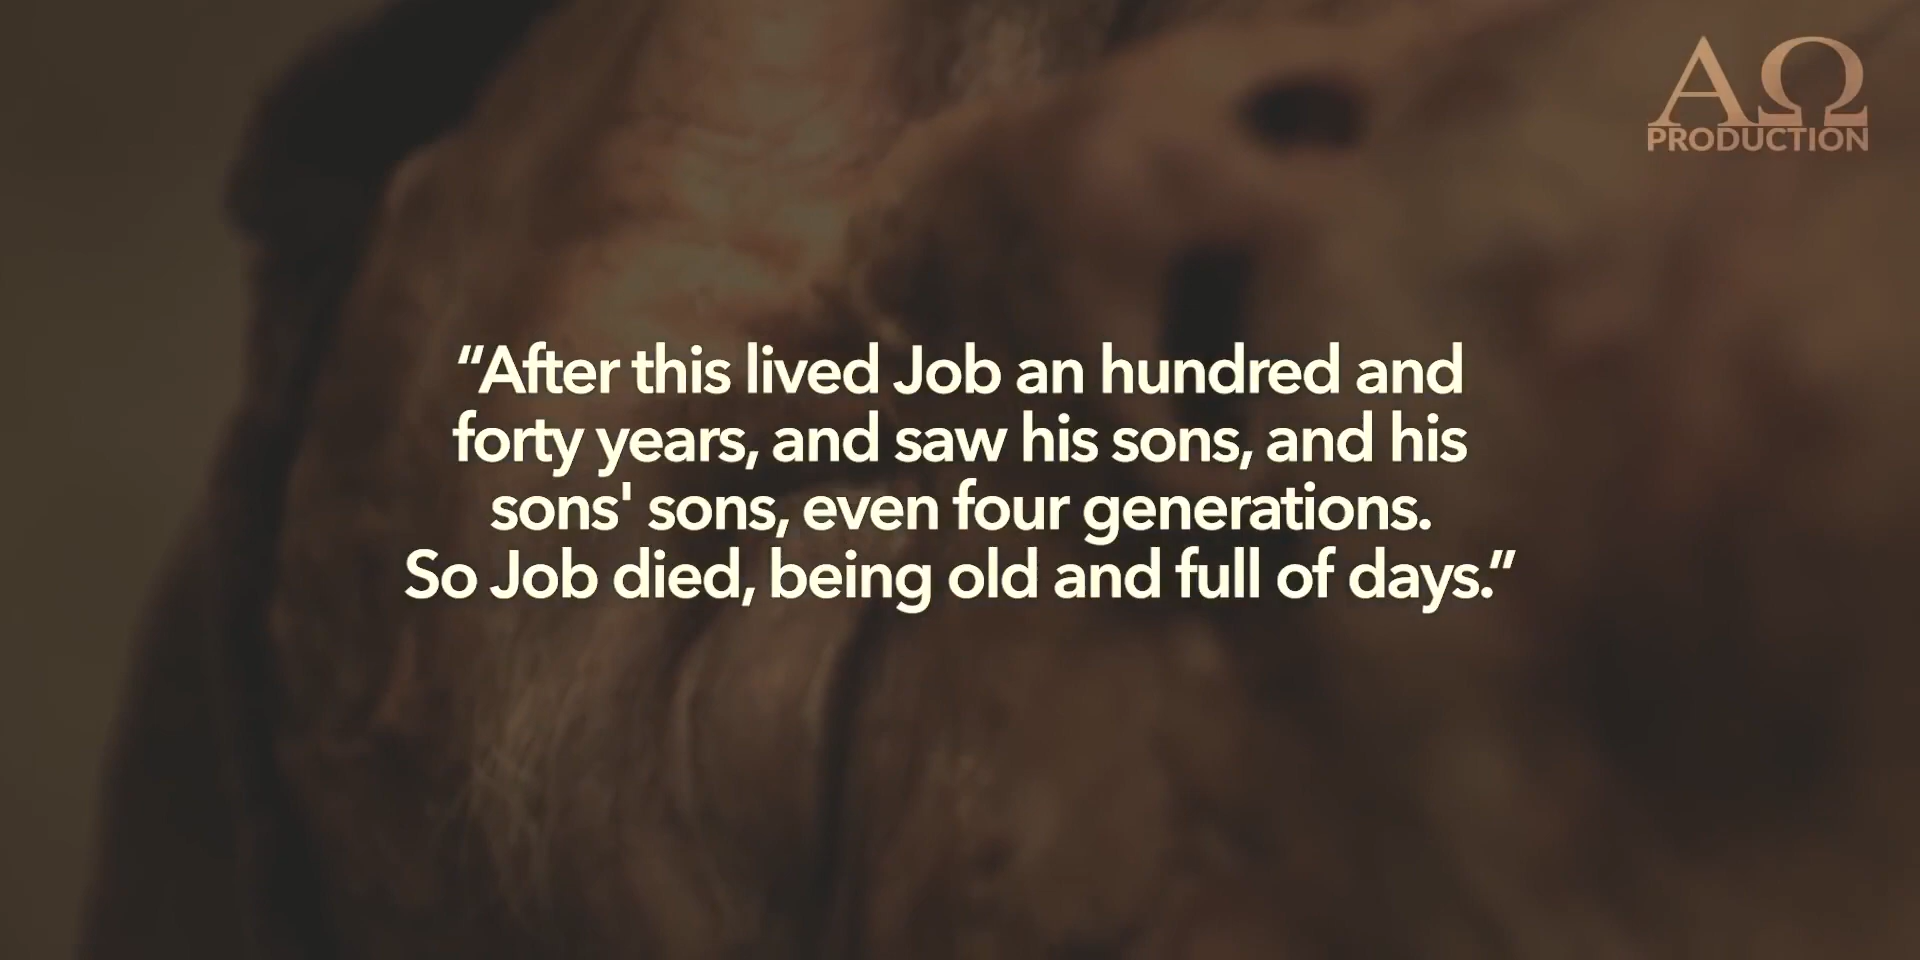 ΑΩ
PRODUCTION
“After this lived Job an hundred and
forty years, and saw his sons, and his
sons' sons, even four generations.
So Job died, being old and full of days.”